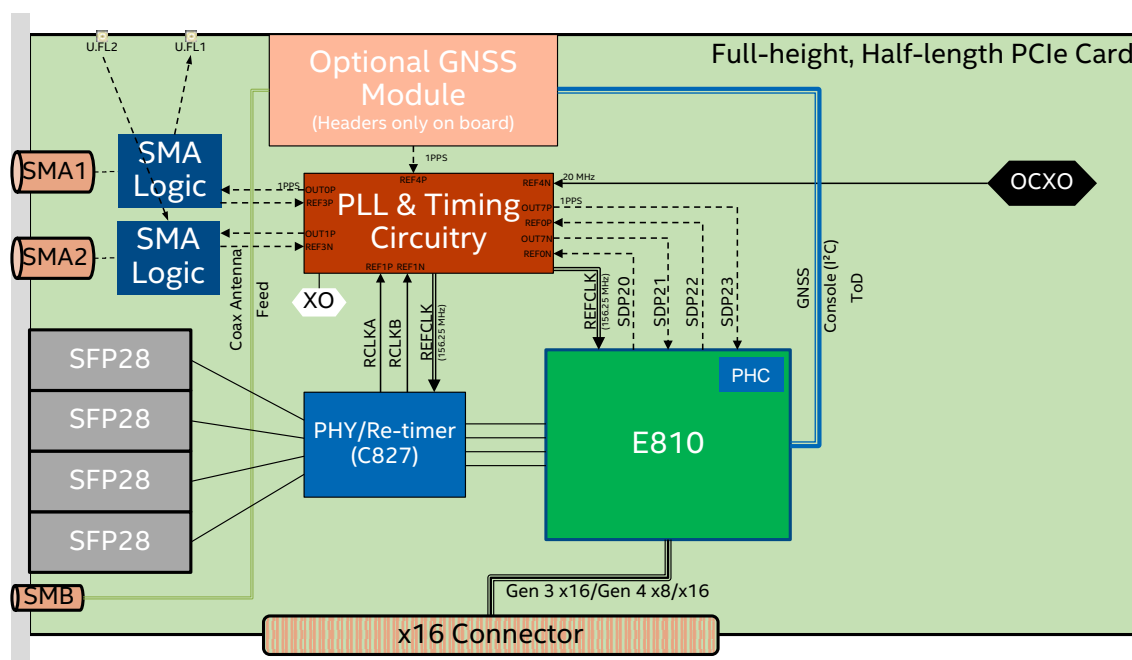 Full-height, Half-length PCIe Card
U.FL2
U.FL1
Optional GNSS
Module
(Headers only on board)
SMA1
SMA
Logic
SMA2
SMA
Logic
1PPS
1PPS
REF4P
OUT0P
REF3P
OUT1P
REF3N
PLL & Timing
Circuitry
REF4N
OUT7P
REF0P
OUT7N
REF0N
REF1P
REF1N
20 MHz
1PPS
OCXO
XO
Coax Antenna
Feed
RCLKA
RCLKB
REFCLK
(156.25 MHz)
REFCLK
(156.25 MHz)
SDP20
SDP21
SDP22
SDP23
GNSS
Console (I²C)
ToD
SFP28
SFP28
SFP28
SFP28
PHY/Re-timer
(C827)
PHC
E810
SMB
Gen 3 x16/Gen 4 x8/x16
x16 Connector